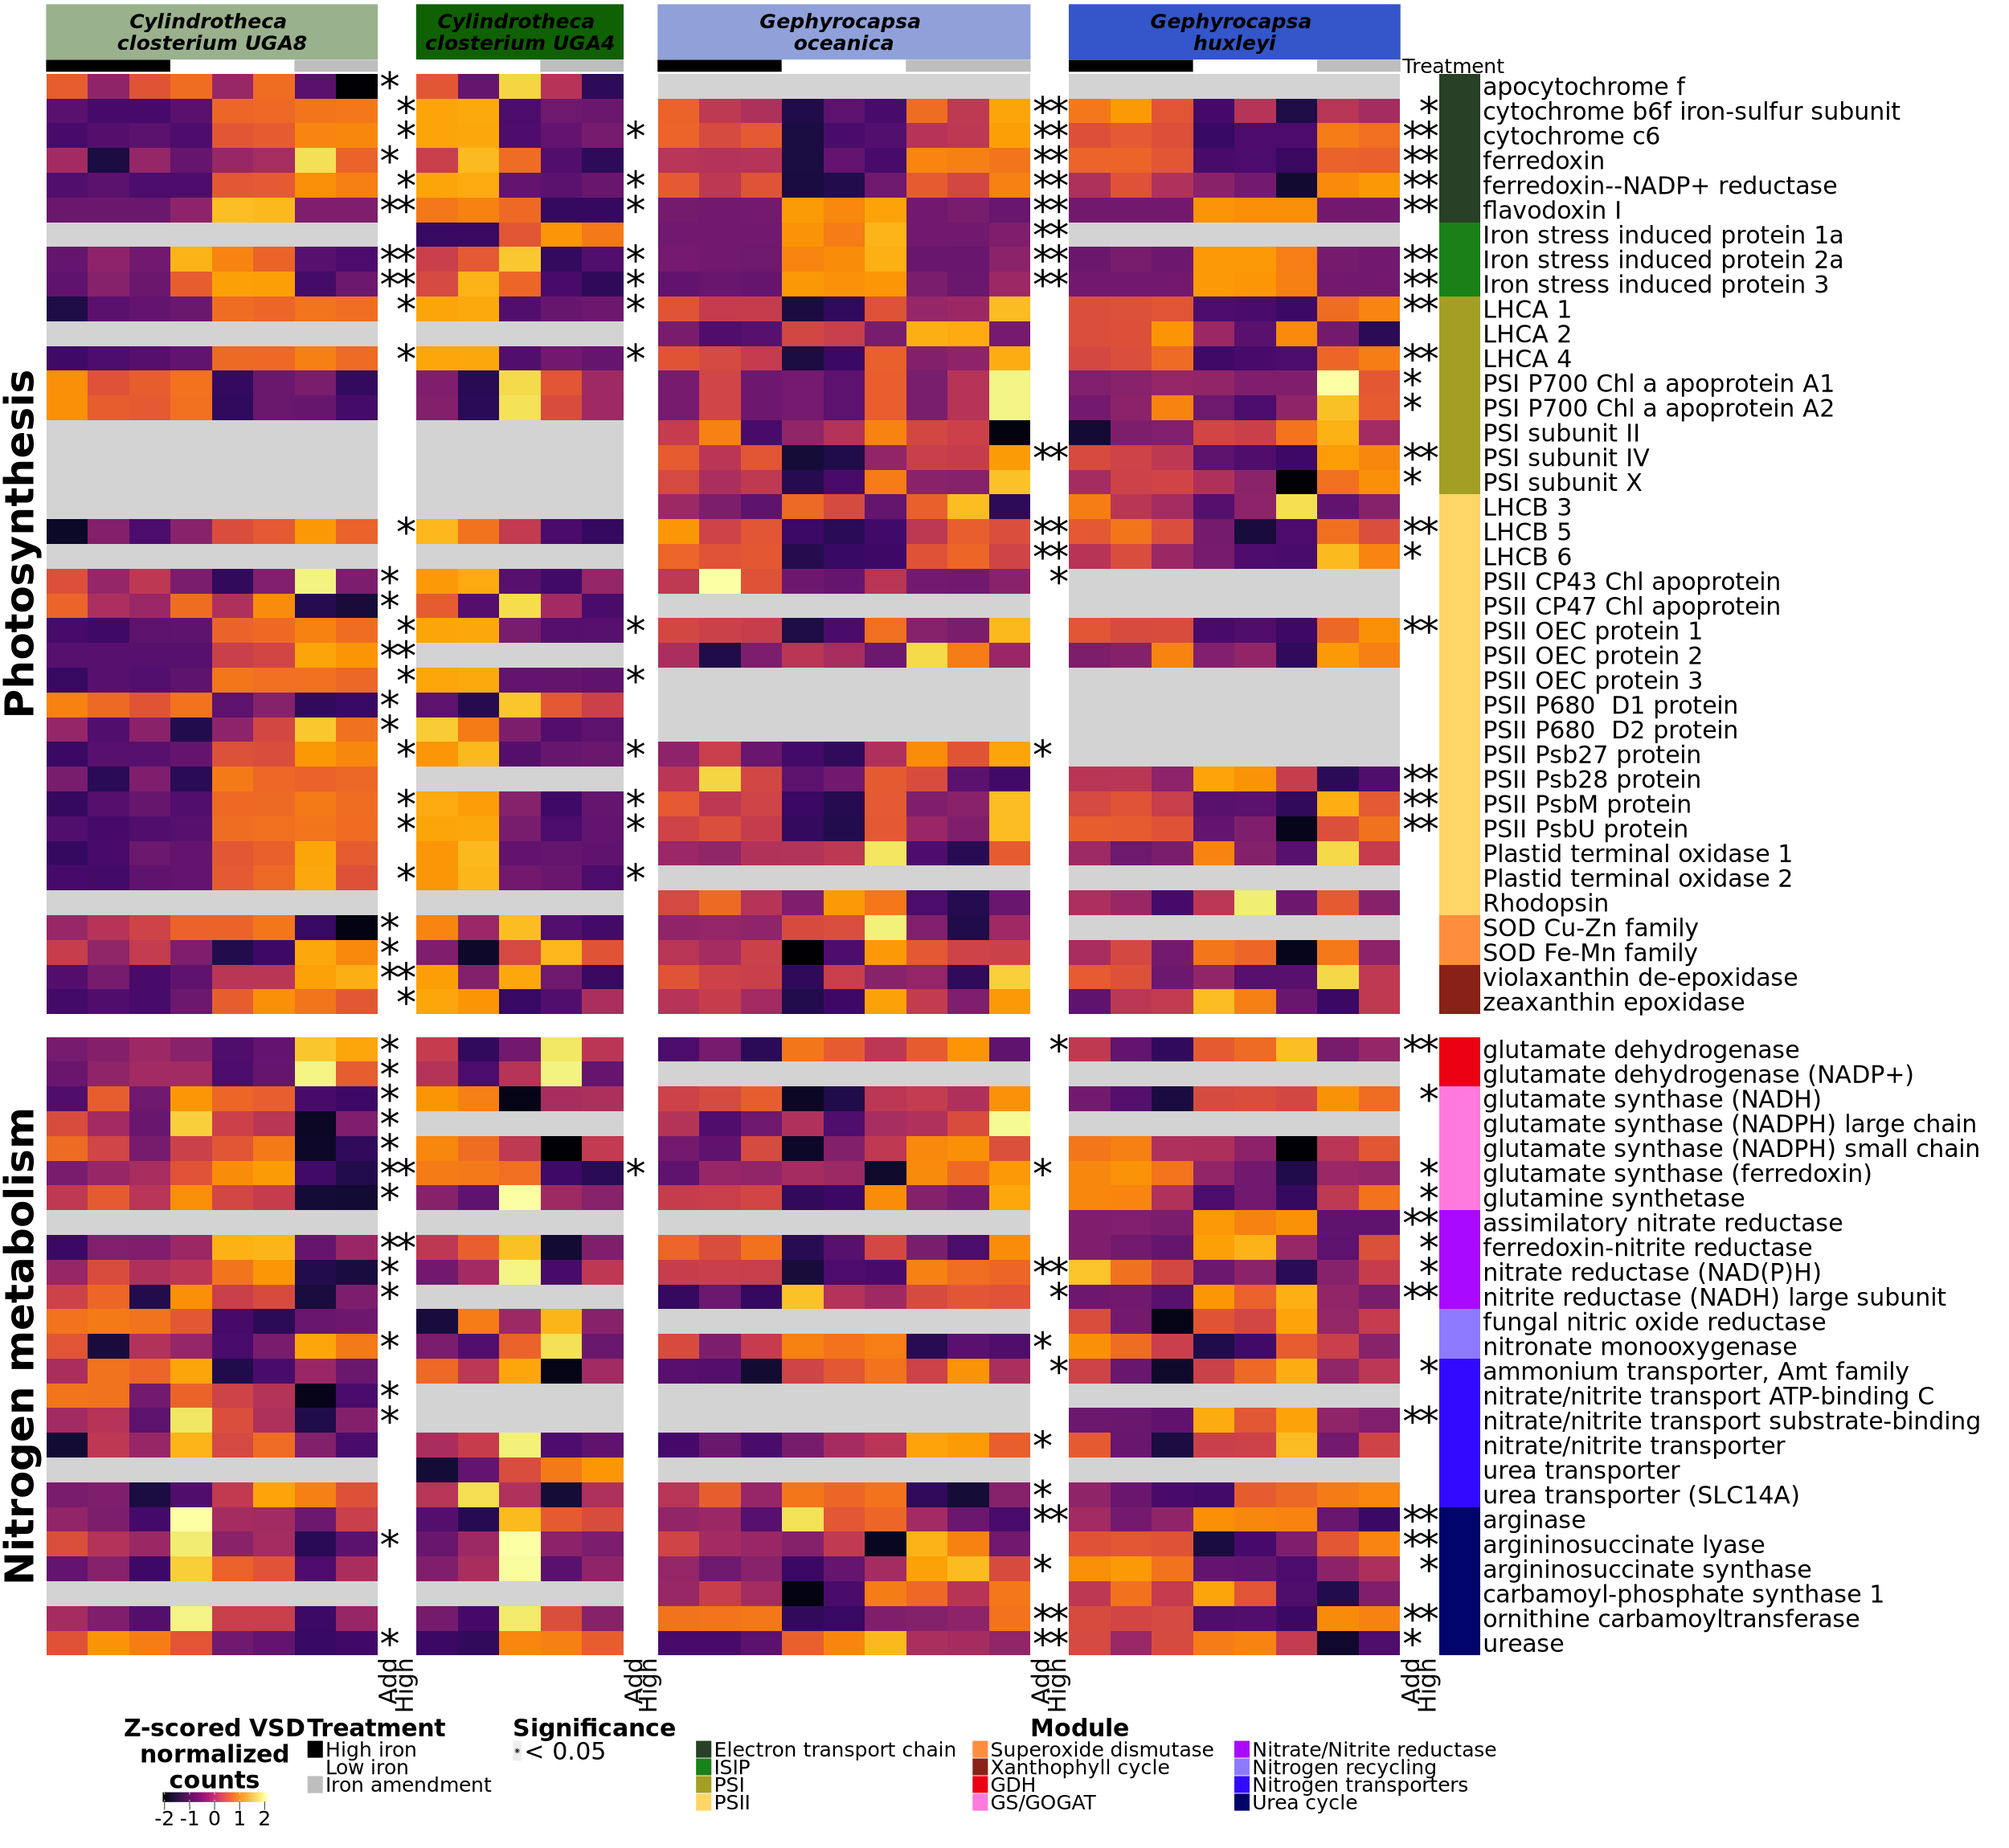 Cylindrotheca
closterium UGA8
Cylindrotheca
closterium UGA4
Gephyrocapsa
oceanica
Gephyrocapsa
huxleyi
Treatment
Photosynthesis
apocytochrome f
cytochrome b6f iron-sulfur subunit
cytochrome c6
ferredoxin
ferredoxin--NADP+ reductase
flavodoxin I
Iron stress induced protein 1a
Iron stress induced protein 2a
Iron stress induced protein 3
LHCA 1
LHCA 2
LHCA 4
PSI P700 Chl a apoprotein A1
PSI P700 Chl a apoprotein A2
PSI subunit II
PSI subunit IV
PSI subunit X
LHCB 3
LHCB 5
LHCB 6
PSII CP43 Chl apoprotein
PSII CP47 Chl apoprotein
PSII OEC protein 1
PSII OEC protein 2
PSII OEC protein 3
PSII P680  D1 protein
PSII P680  D2 protein
PSII Psb27 protein
PSII Psb28 protein
PSII PsbM protein
PSII PsbU protein
Plastid terminal oxidase 1
Plastid terminal oxidase 2
Rhodopsin
SOD Cu-Zn family
SOD Fe-Mn family
violaxanthin de-epoxidase
zeaxanthin epoxidase
Nitrogen metabolism
glutamate dehydrogenase
glutamate dehydrogenase (NADP+)
glutamate synthase (NADH)
glutamate synthase (NADPH) large chain
glutamate synthase (NADPH) small chain
glutamate synthase (ferredoxin)
glutamine synthetase
assimilatory nitrate reductase
ferredoxin-nitrite reductase
nitrate reductase (NAD(P)H)
nitrite reductase (NADH) large subunit
fungal nitric oxide reductase
nitronate monooxygenase
ammonium transporter, Amt family
nitrate/nitrite transport ATP-binding C
nitrate/nitrite transport substrate-binding
nitrate/nitrite transporter
urea transporter
urea transporter (SLC14A)
arginase
argininosuccinate lyase
argininosuccinate synthase
carbamoyl-phosphate synthase 1
ornithine carbamoyltransferase
urease
Add
High
Add
High
Add
High
Add
High
Z-scored VSD
normalized
counts
-2 -1 0 1 2
Treatment
High iron
Low iron
Iron amendment
Significance
* < 0.05
Module
Electron transport chain
ISIP
PSI
PSII
Superoxide dismutase
Xanthophyll cycle
GDH
GS/GOGAT
Nitrate/Nitrite reductase
Nitrogen recycling
Nitrogen transporters
Urea cycle